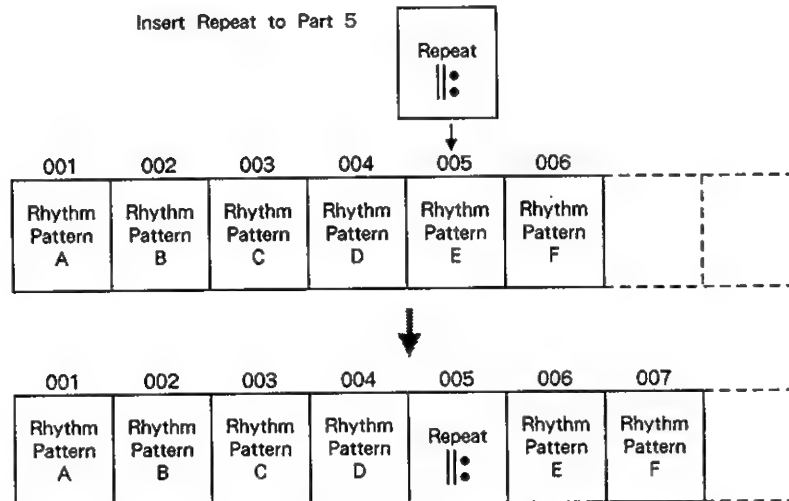 Insert Repeat to Part 5
Repeat
001 002 003 004 005 006
Rhythm Pattern A
Rhythm Pattern B
Rhythm Pattern C
Rhythm Pattern D
Rhythm Pattern E
Rhythm Pattern F
001 002 003 004 005 006 007
Rhythm Pattern A
Rhythm Pattern B
Rhythm Pattern C
Rhythm Pattern D
Repeat
Rhythm Pattern E
Rhythm Pattern F